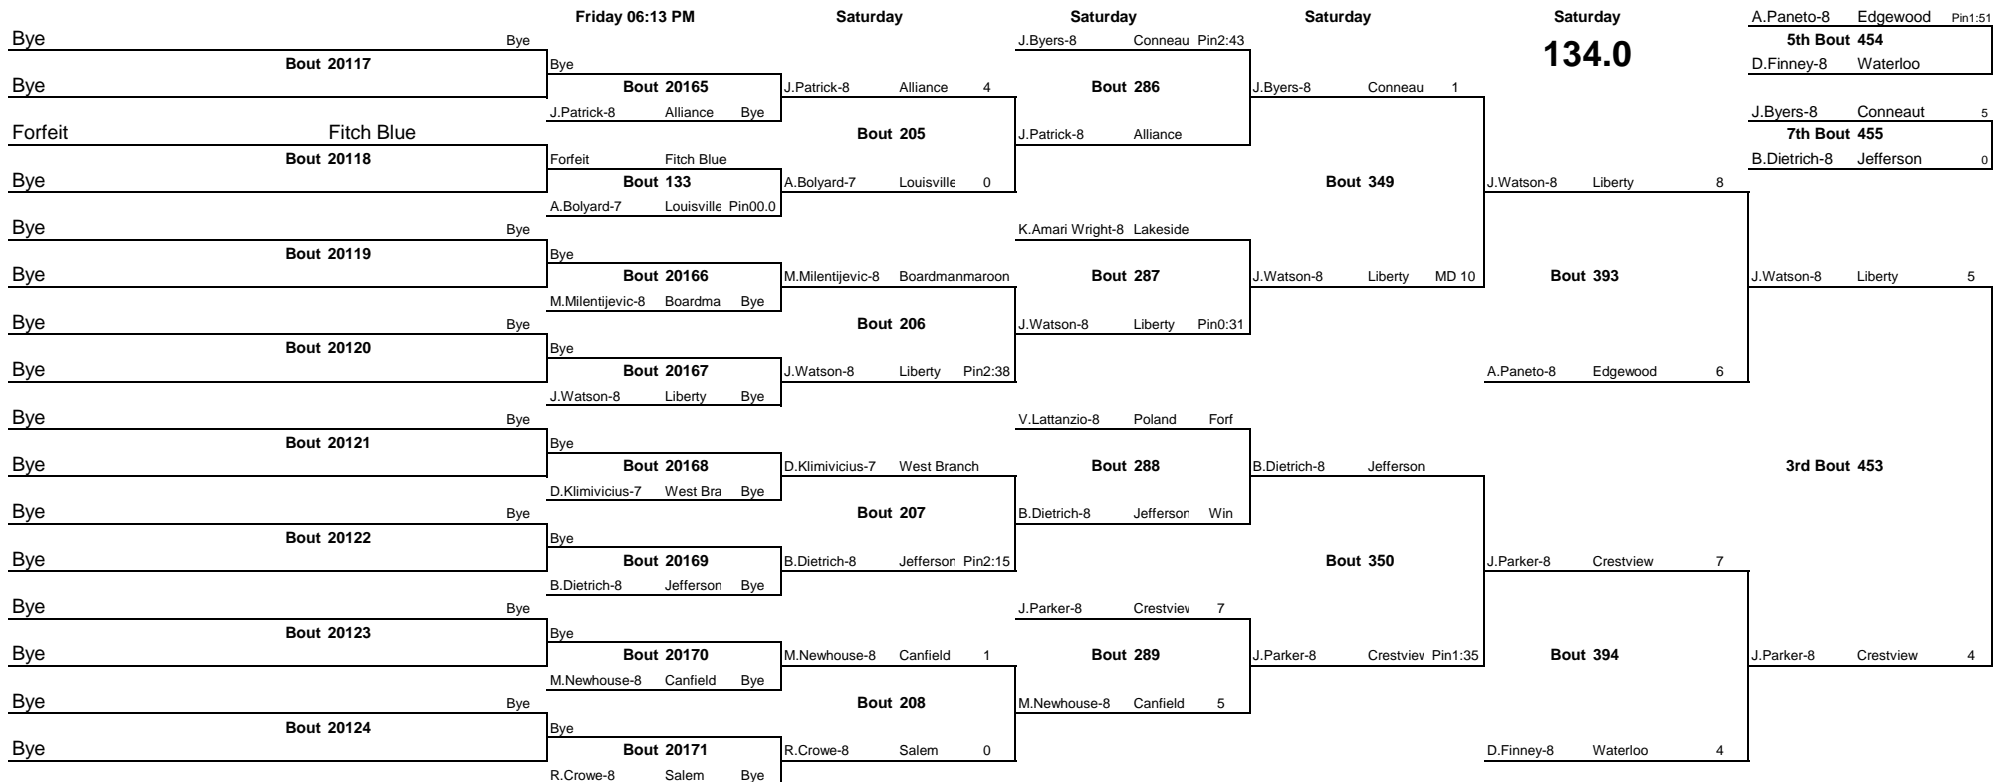 Friday 06:13 PM Saturday Saturday Saturday Saturday A.Paneto-8 Edgewood Pin1:51
Bye Bye J.Byers-8 Conneau Pin2:43 134.0 5th Bout 454
Bout 20117 Bye D.Finney-8 Waterloo
Bye Bout 20165 J.Patrick-8 Alliance 4 Bout 286 J.Byers-8 Conneau 1
J.Patrick-8 Alliance Bye J.Byers-8 Conneaut 5
Forfeit Fitch Blue Bout 205 J.Patrick-8 Alliance 7th Bout 455
Bout 20118 Forfeit Fitch Blue B.Dietrich-8 Jefferson 0
Bye Bout 133 A.Bolyard-7 Louisville 0 Bout 349 J.Watson-8 Liberty 8
A.Bolyard-7 Louisville Pin00.0
Bye Bye K.Amari Wright-8 Lakeside
Bout 20119 Bye
Bye Bout 20166 M.Milentijevic-8 Boardmanmaroon Bout 287 J.Watson-8 Liberty MD 10 Bout 393 J.Watson-8 Liberty 5
M.Milentijevic-8 Boardma Bye
Bye Bye Bout 206 J.Watson-8 Liberty Pin0:31
Bout 20120 Bye
Bye Bout 20167 J.Watson-8 Liberty Pin2:38 A.Paneto-8 Edgewood 6
J.Watson-8 Liberty Bye
Bye Bye V.Lattanzio-8 Poland Forf
Bout 20121 Bye
Bye Bout 20168 D.Klimivicius-7 West Branch Bout 288 B.Dietrich-8 Jefferson 3rd Bout 453
D.Klimivicius-7 West Bra Bye
Bye Bye Bout 207 B.Dietrich-8 Jefferson Win
Bout 20122 Bye
Bye Bout 20169 B.Dietrich-8 Jefferson Pin2:15 Bout 350 J.Parker-8 Crestview 7
B.Dietrich-8 Jefferson Bye
Bye Bye J.Parker-8 Crestview 7
Bout 20123 Bye
Bye Bout 20170 M.Newhouse-8 Canfield 1 Bout 289 J.Parker-8 Crestview Pin1:35 Bout 394 J.Parker-8 Crestview 4
M.Newhouse-8 Canfield Bye
Bye Bye Bout 208 M.Newhouse-8 Canfield 5
Bout 20124 Bye
Bye Bout 20171 R.Crowe-8 Salem 0 D.Finney-8 Waterloo 4
R.Crowe-8 Salem Bye